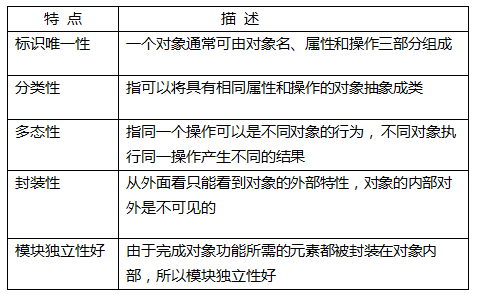 特 点 描 述
标识唯一性 一个对象通常可由对象名、属性和操作三部分组成
分类性 指可以将具有相同属性和操作的对象抽象成类
多态性 指同一个操作可以是不同对象的行为，不同对象执
行同一操作产生不同的结果
封装性 从外面看只能看到对象的外部特性，对象的内部对
外是不可见的
模块独立性好 由于完成对象功能所需的元素都被封装在对象内
部，所以模块独立性好